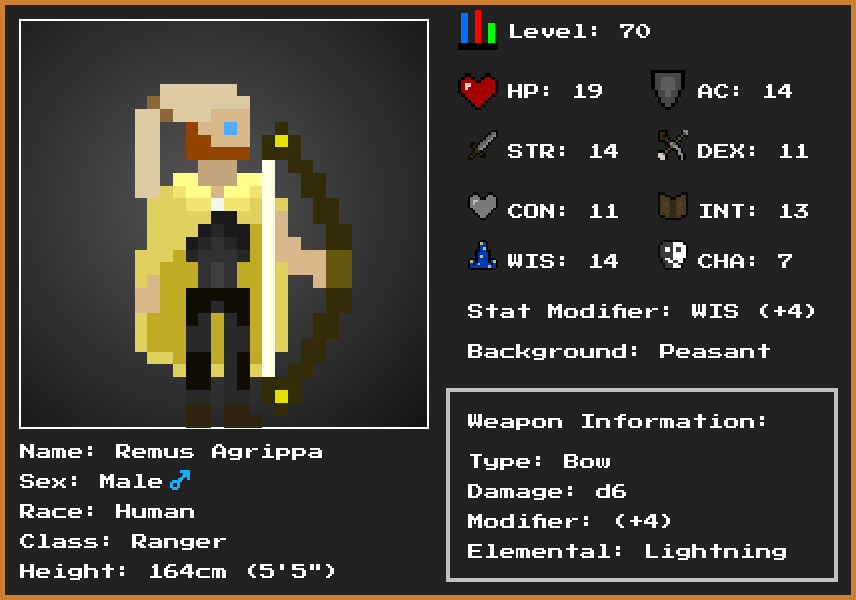 Level: 70
HP: 19
AC: 14
STR: 14
DEX: 11
CON: 11
INT: 13
WIS: 14
CHA: 7
Stat Modifier: WIS (+4)
Background: Peasant
Weapon Information:
Type: Bow
Damage: d6
Modifier: (+4)
Elemental: Lightning
Name: Remus Agrippa
Sex: Male ♂
Race: Human
Class: Ranger
Height: 164cm (5'5")